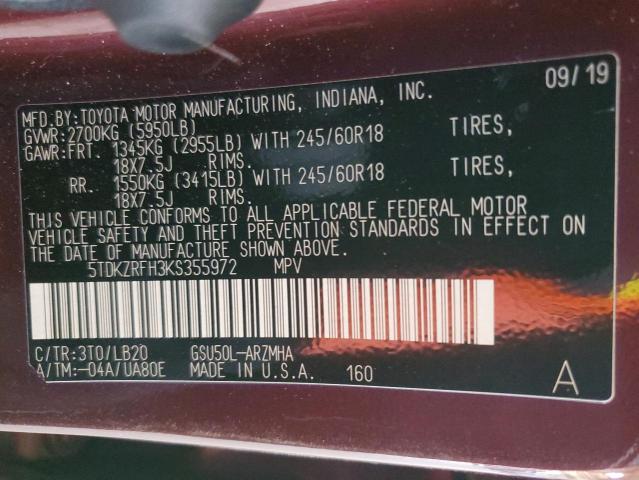 09/19
MFD.BY:TOYOTA MOTOR MANUFACTURING, INDIANA, INC.
GVWR:2700KG (5950LB)
GAWR:FRT. 1345KG (2955LB) WITH 245/60R18 TIRES,
18X7.5J RIMS.
RR. 1550KG (3415LB) WITH 245/60R18 TIRES,
18X7.5J RIMS.
THIS VEHICLE CONFORMS TO ALL APPLICABLE FEDERAL MOTOR
VEHICLE SAFETY AND THEFT PREVENTION STANDARDS IN EFFECT ON
THE DATE OF MANUFACTURE SHOWN ABOVE.
5TDKZRFH3KS355972 MPV
C/TR:3T0/LB20 GSU50L-ARZMHA
A/TM:-04A/UA80E MADE IN U.S.A. 160 A